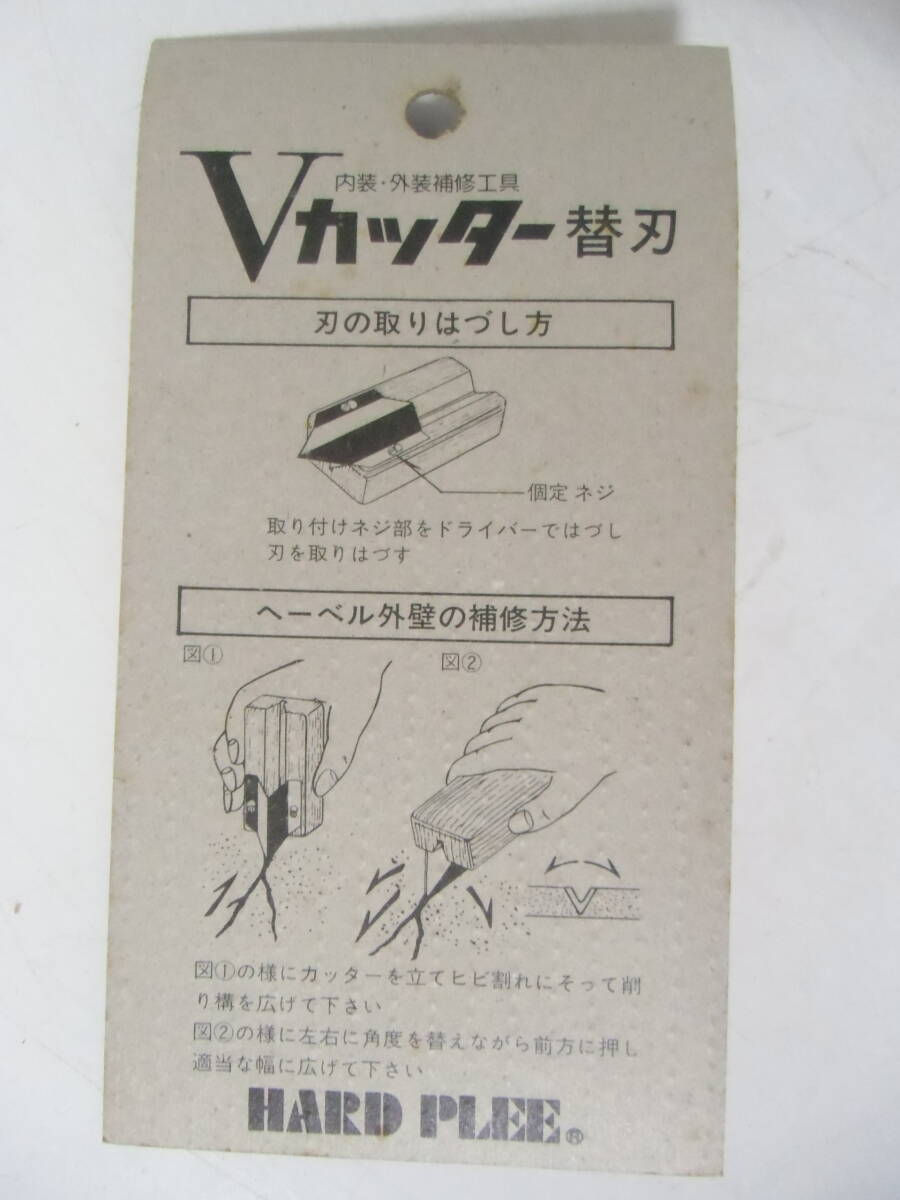 内装・外装補修工具
Vカッター替刃
刃の取りはづし方
個定 ネジ
取り付けネジ部をドライバーではづし
刃を取りはづす
ヘーベル外壁の補修方法
図①
図②
図①の様にカッターを立てヒビ割れにそって削
り構を広げて下さい
図②の様に左右に角度を替えながら前方に押し
適当な幅に広げて下さい
HARD PLEE®